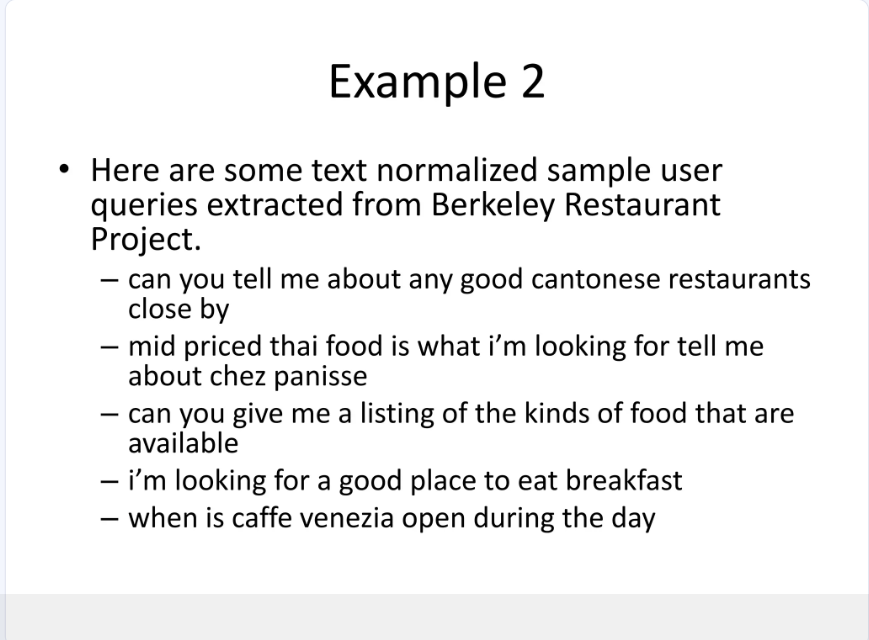 Example 2
• Here are some text normalized sample user
queries extracted from Berkeley Restaurant
Project.
– can you tell me about any good cantonese restaurants
close by
– mid priced thai food is what i’m looking for tell me
about chez panisse
– can you give me a listing of the kinds of food that are
available
– i’m looking for a good place to eat breakfast
– when is caffe venezia open during the day